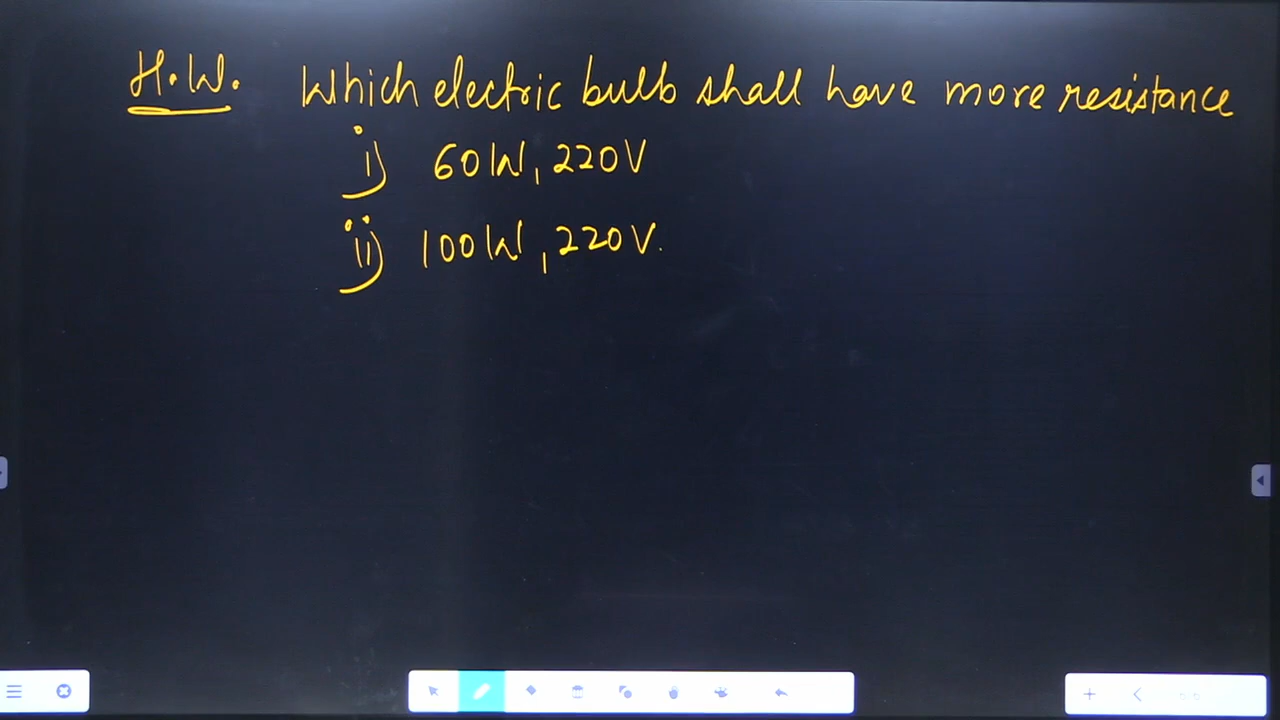 H.W. Which electric bulb shall have more resistance
i) 60W, 220V
ii) 100W, 220V.